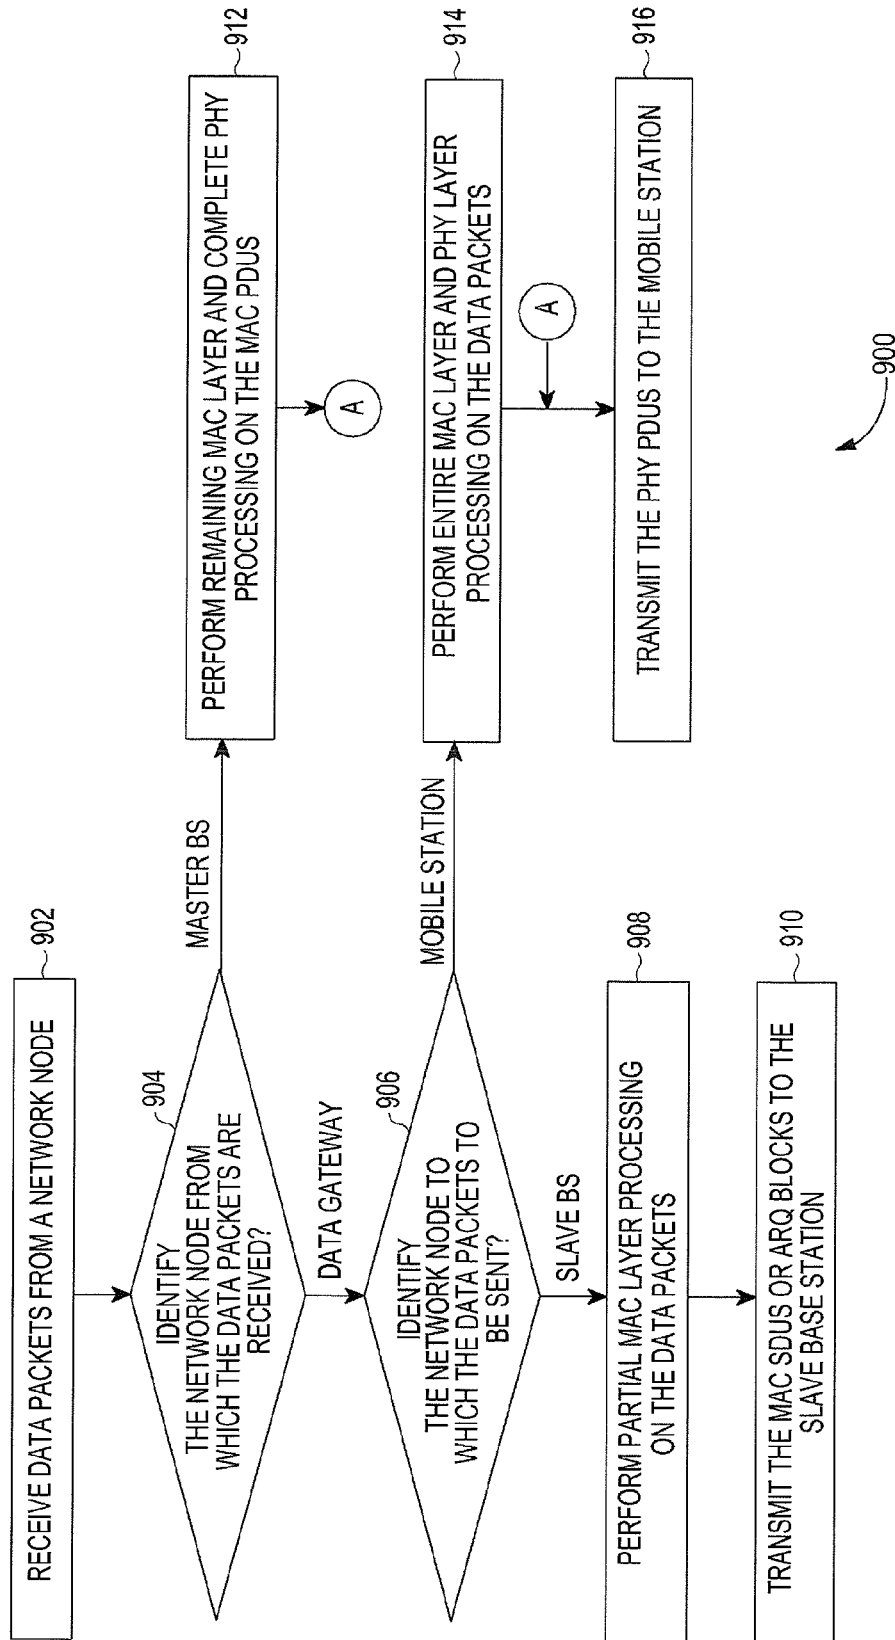 RECEIVE DATA PACKETS FROM A NETWORK NODE
902
IDENTIFY
THE NETWORK NODE FROM
WHICH THE DATA PACKETS ARE
RECEIVED?
904
MASTER BS
PERFORM REMAINING MAC LAYER AND COMPLETE PHY
PROCESSING ON THE MAC PDUS
912
A
DATA GATEWAY
IDENTIFY
THE NETWORK NODE TO
WHICH THE DATA PACKETS TO
BE SENT?
906
MOBILE STATION
PERFORM ENTIRE MAC LAYER AND PHY LAYER
PROCESSING ON THE DATA PACKETS
914
A
SLAVE BS
PERFORM PARTIAL MAC LAYER PROCESSING
ON THE DATA PACKETS
908
TRANSMIT THE PHY PDUS TO THE MOBILE STATION
916
TRANSMIT THE MAC SDUS OR ARQ BLOCKS TO THE
SLAVE BASE STATION
910
900